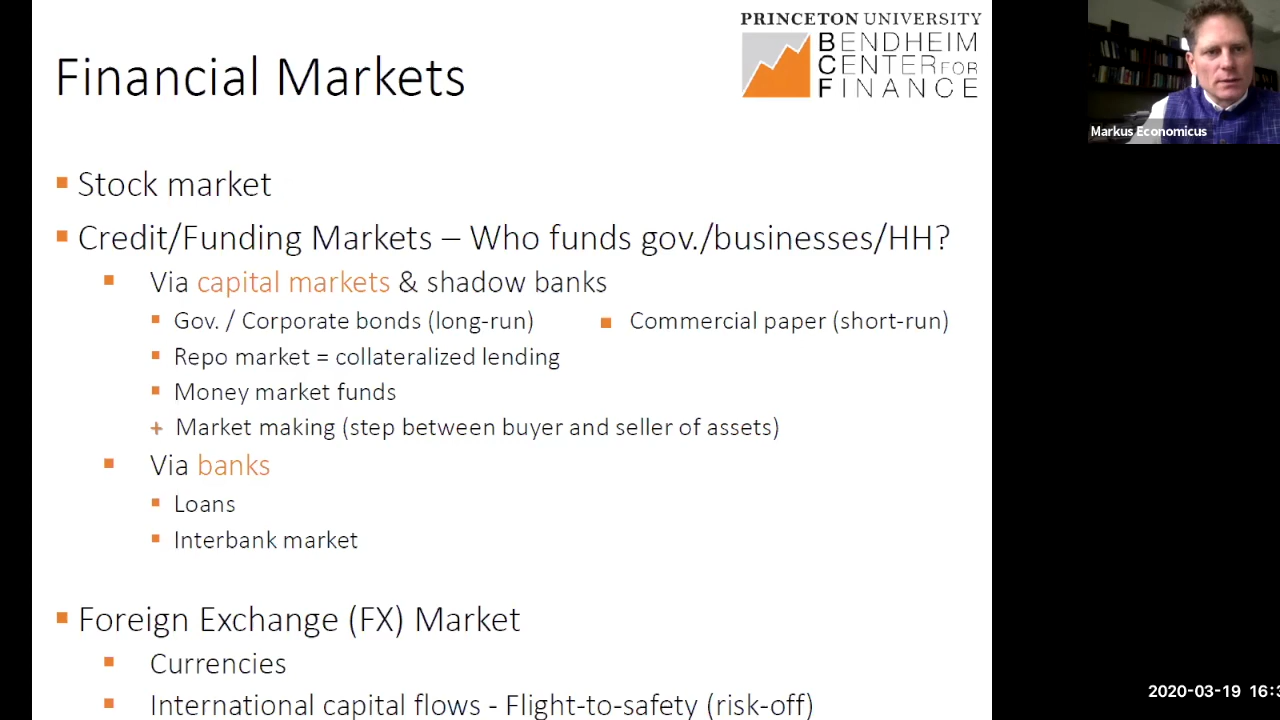 PRINCETON UNIVERSITY
BENDHEIM
CENTER FOR
FINANCE
Financial Markets
Markus Economicus
Stock market
Credit/Funding Markets – Who funds gov./businesses/HH?
Via capital markets & shadow banks
Gov. / Corporate bonds (long-run)
Commercial paper (short-run)
Repo market = collateralized lending
Money market funds
+ Market making (step between buyer and seller of assets)
Via banks
Loans
Interbank market
Foreign Exchange (FX) Market
Currencies
International capital flows - Flight-to-safety (risk-off)
2020-03-19